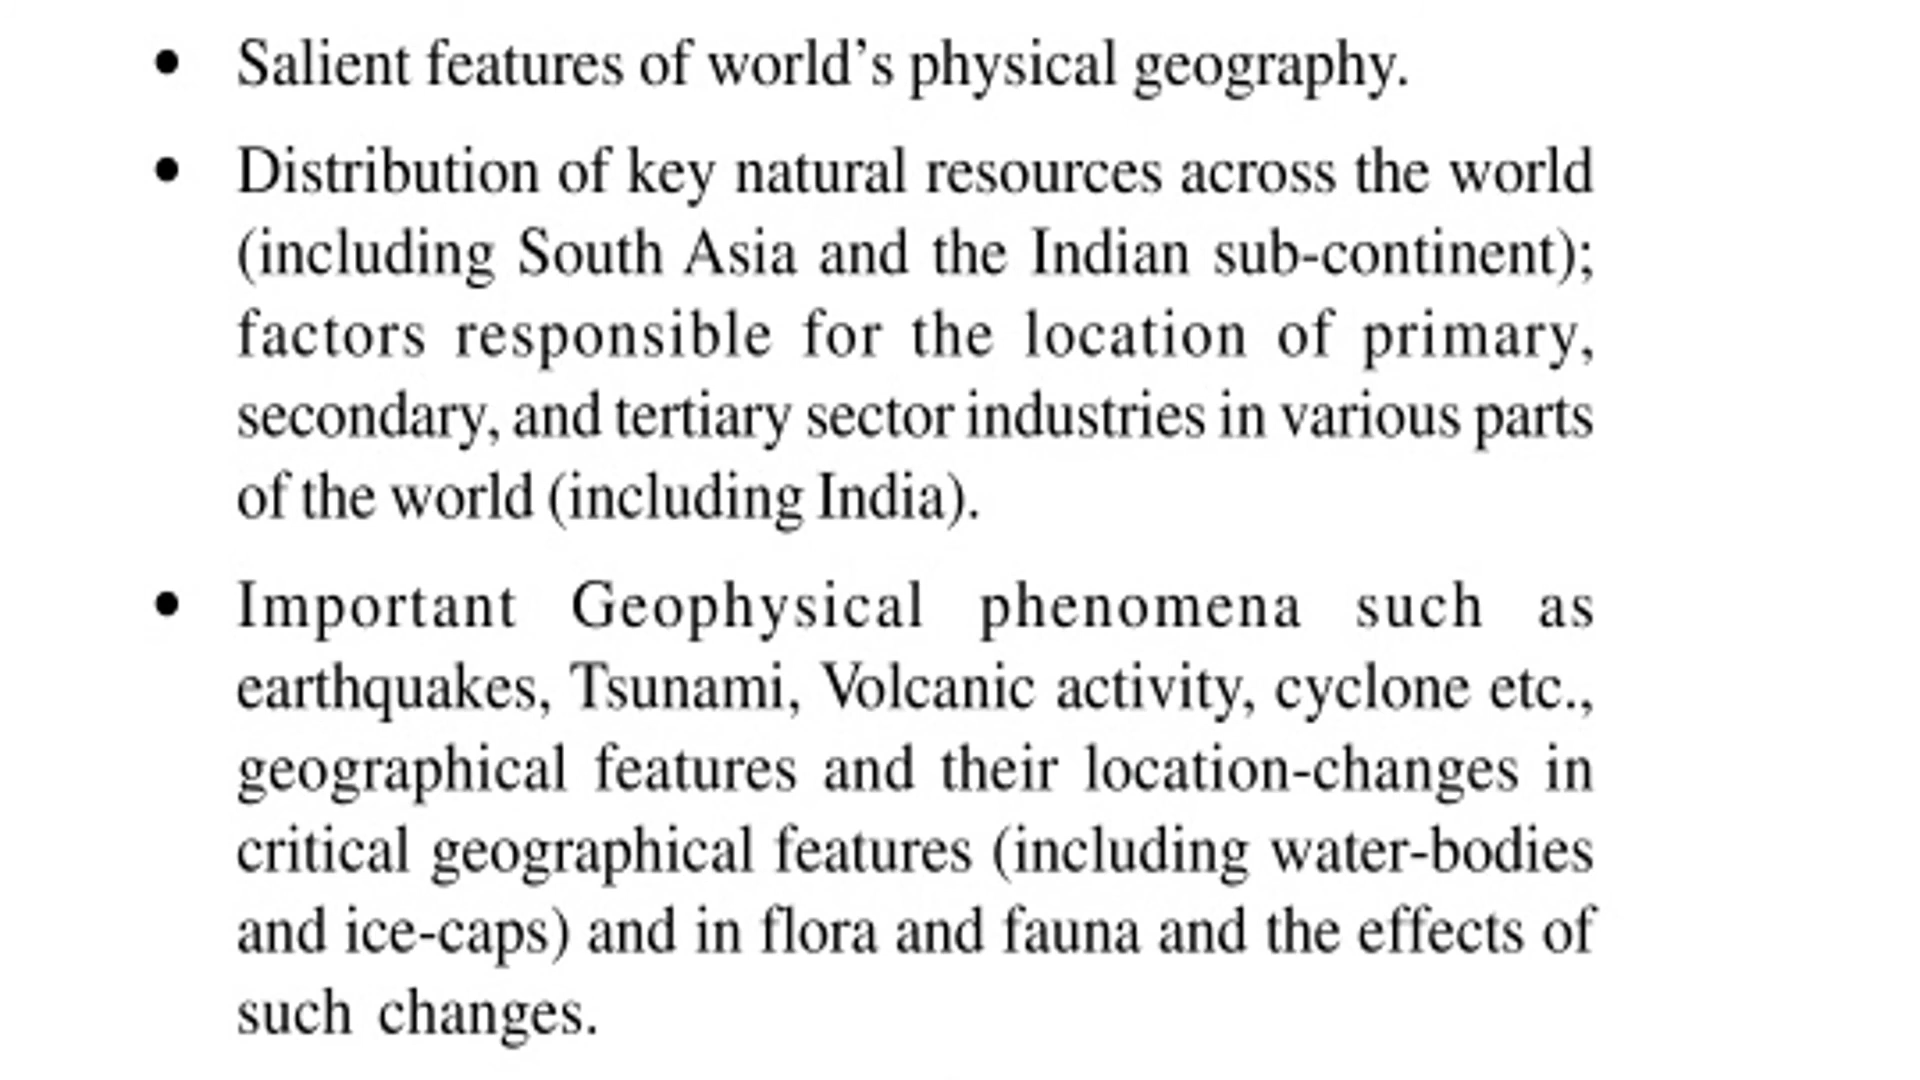 • Salient features of world’s physical geography.
• Distribution of key natural resources across the world
(including South Asia and the Indian sub-continent);
factors responsible for the location of primary,
secondary, and tertiary sector industries in various parts
of the world (including India).
• Important Geophysical phenomena such as
earthquakes, Tsunami, Volcanic activity, cyclone etc.,
geographical features and their location-changes in
critical geographical features (including water-bodies
and ice-caps) and in flora and fauna and the effects of
such changes.